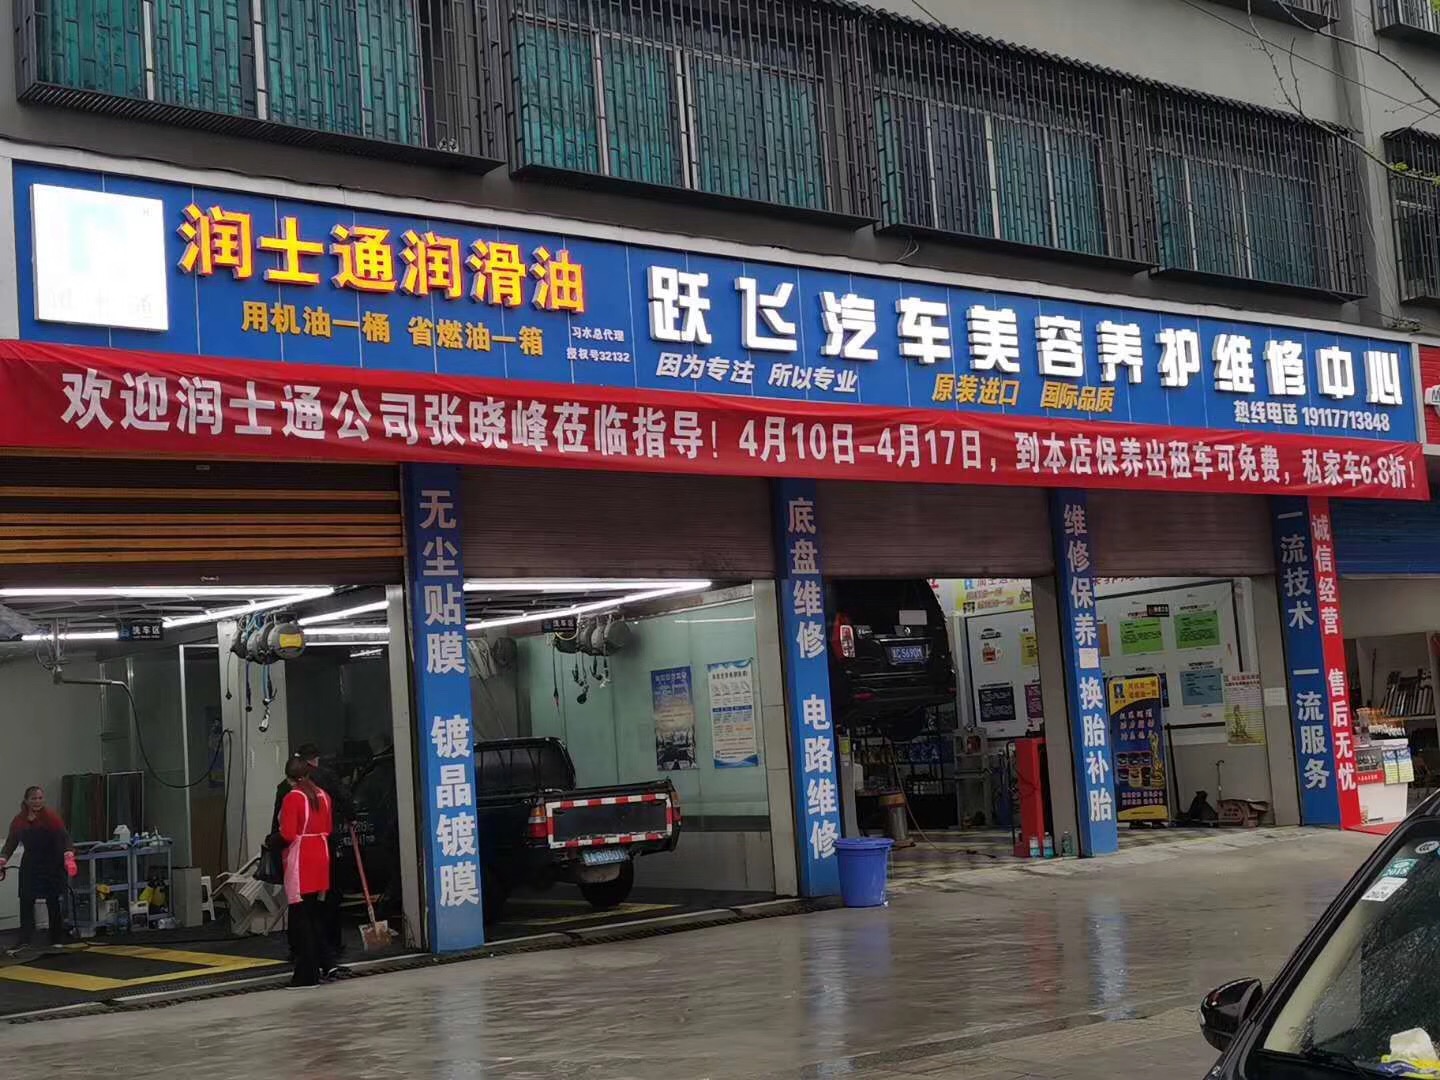 润士通润滑油
用机油一桶 省燃油一箱
习水总代理
授权号32132
跃飞汽车美容养护维修中心
因为专注 所以专业
原装进口 国际品质
热线电话 19117713848
欢迎润士通公司张晓峰莅临指导！4月10日-4月17日，到本店保养出租车可免费，私家车6.8折！
无尘贴膜 镀晶镀膜
底盘维修 电路维修
维修保养 换胎补胎
一流技术 一流服务
诚信经营 售后无忧
洗车区
洗车区